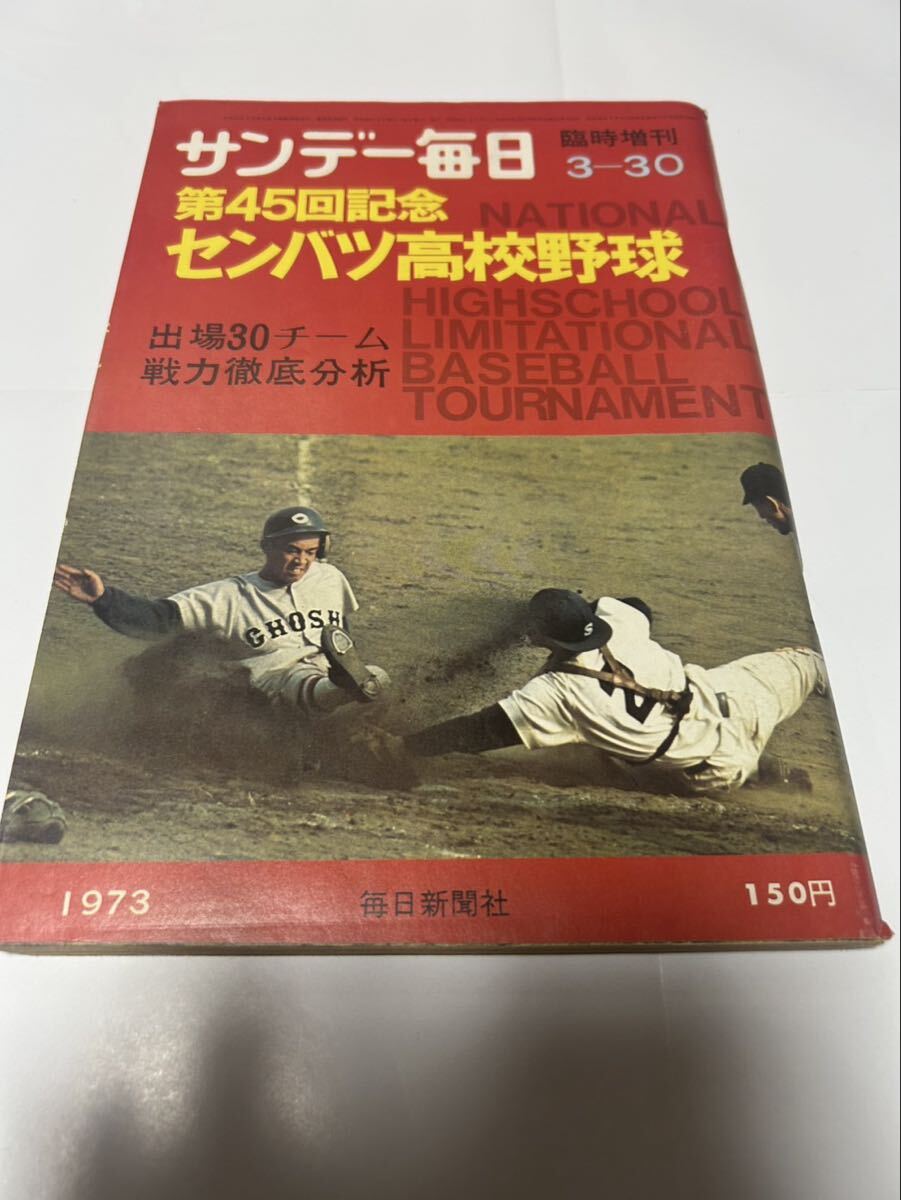 サンデー毎日
臨時増刊
3-30
第45回記念
センバツ高校野球
NATIONAL
HIGHSCHOOL
LIMITATIONAL
BASEBALL
TOURNAMENT
出場30チーム
戦力徹底分析
C
CHOSH
S
1973
毎日新聞社
150円